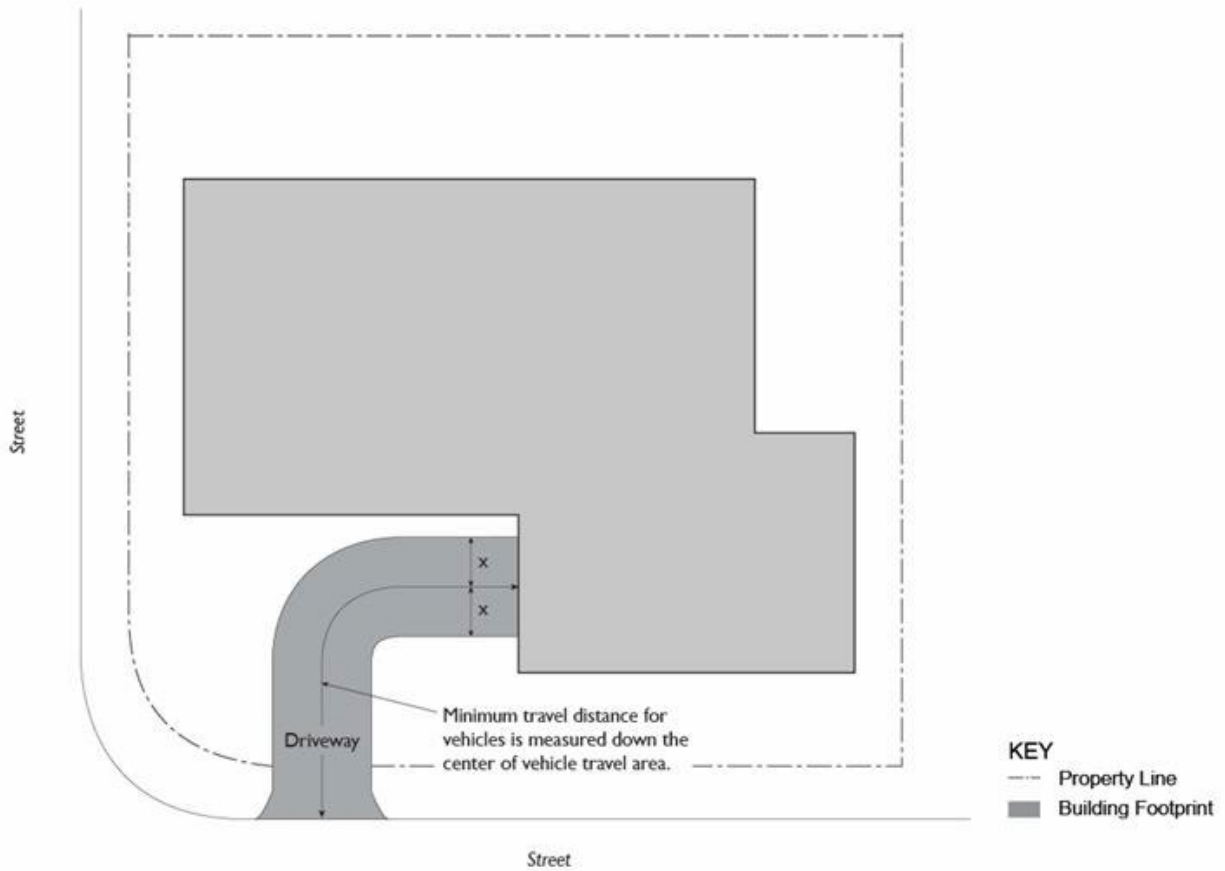 Street
x
x
Minimum travel distance for
vehicles is measured down the
center of vehicle travel area.
Driveway
KEY
Property Line
Building Footprint
Street